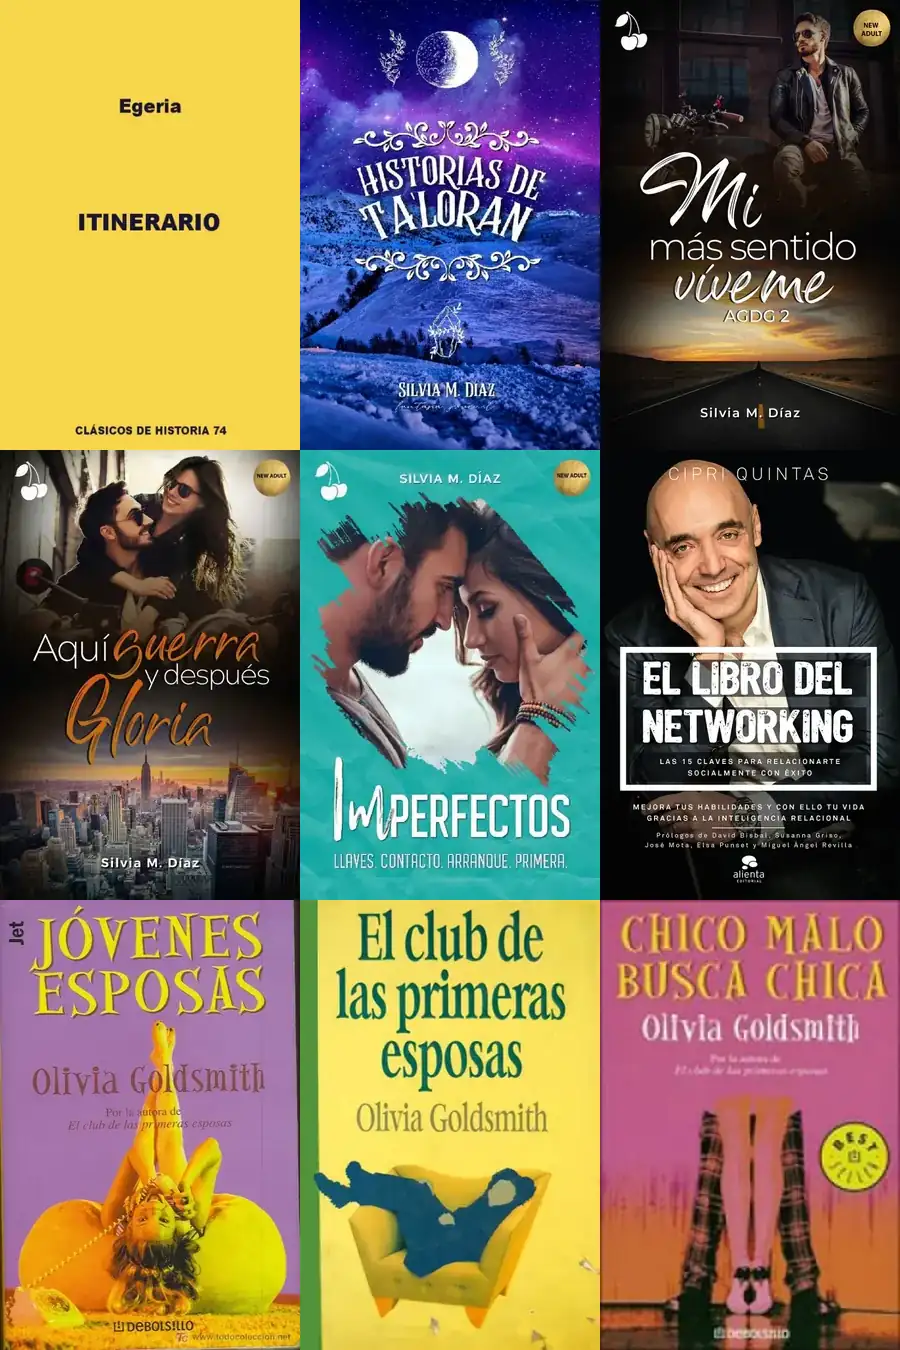 Egeria
ITINERARIO
CLÁSICOS DE HISTORIA 74
HISTORIAS DE
TA'LORAN
SILVIA M. DÍAZ
NEW
ADULT
Mi
más sentido
víveme
AGDG 2
Silvia M. Díaz
NEW ADULT
Aquí guerra
y después
Gloria
Silvia M. Díaz
SILVIA M. DÍAZ
NEW ADULT
ImPERFECTOS
LLAVES. CONTACTO. ARRANQUE. PRIMERA.
CIPRI QUINTAS
EL LIBRO DEL
NETWORKING
LAS 15 CLAVES PARA RELACIONARTE
SOCIALMENTE CON ÉXITO
MEJORA TUS HABILIDADES Y CON ELLO TU VIDA
GRACIAS A LA INTELIGENCIA RELACIONAL
Prólogos de David Bisbal, Susanna Griso,
José Mota, Elsa Punset y Miguel Ángel Revilla
alienta
EDITORIAL
Jet
JÓVENES
ESPOSAS
Olivia Goldsmith
Por la autora de
El club de las primeras esposas
DEBOLSILLO
Tc www.todocoleccion.net
El club de
las primeras
esposas
Olivia Goldsmith
CHICO MALO
BUSCA CHICA
Olivia Goldsmith
Por la autora de
El club de las primeras esposas
BEST
SELLER
DEBOLSILLO